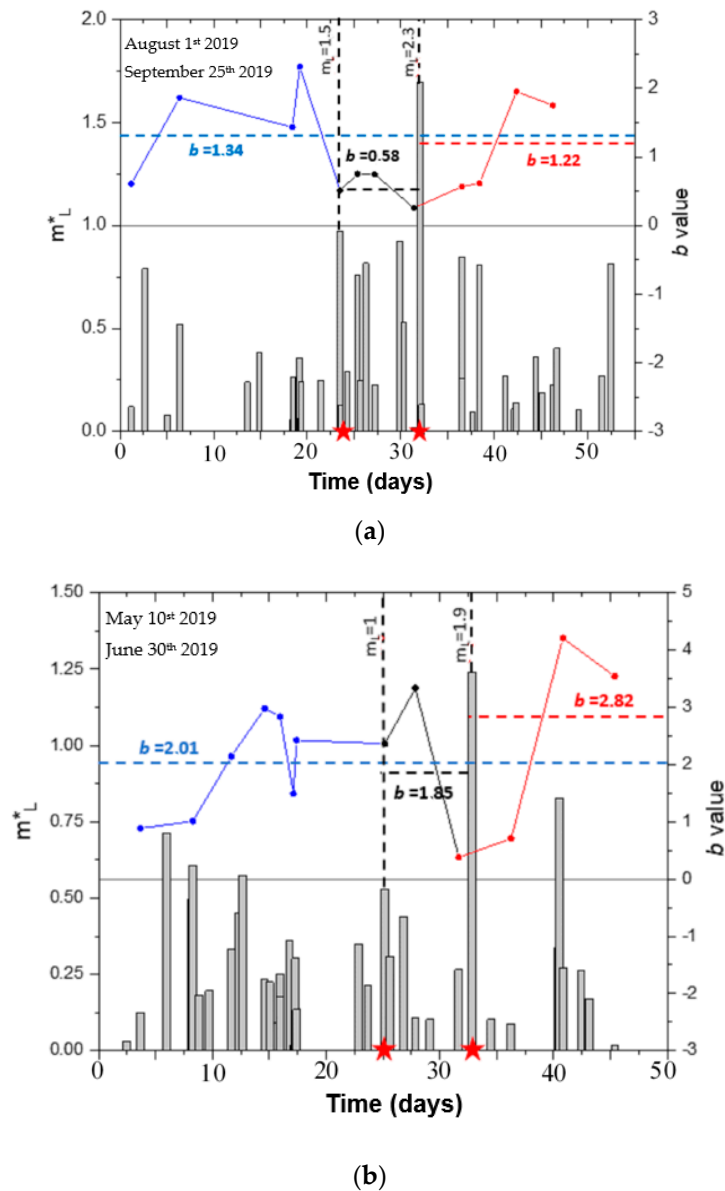 August 1st 2019
September 25th 2019
mL=1.5
mL=2.3
b =1.34
b =0.58
b =1.22
2.0
1.5
1.0
0.5
0.0
m*L
3
2
1
0
-1
-2
-3
b value
0 10 20 30 40 50
Time (days)
(a)
May 10st 2019
June 30th 2019
mL=1
mL=1.9
b =2.01
b =1.85
b =2.82
1.50
1.25
1.00
0.75
0.50
0.25
0.00
m*L
5
4
3
2
1
0
-1
-2
-3
b value
0 10 20 30 40 50
Time (days)
(b)